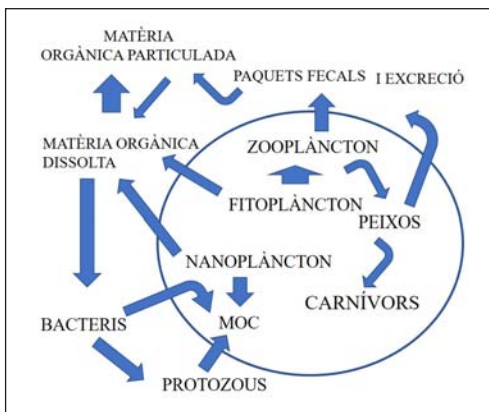 MATÈRIA
ORGÀNICA PARTICULADA
PAQUETS FECALS I EXCRECIÓ
MATÈRIA ORGÀNICA
DISSOLTA
ZOOPLÀNCTON
FITOPLÀNCTON
PEIXOS
NANOPLÀNCTON
CARNÍVORS
BACTERIS
MOC
PROTOZOUS